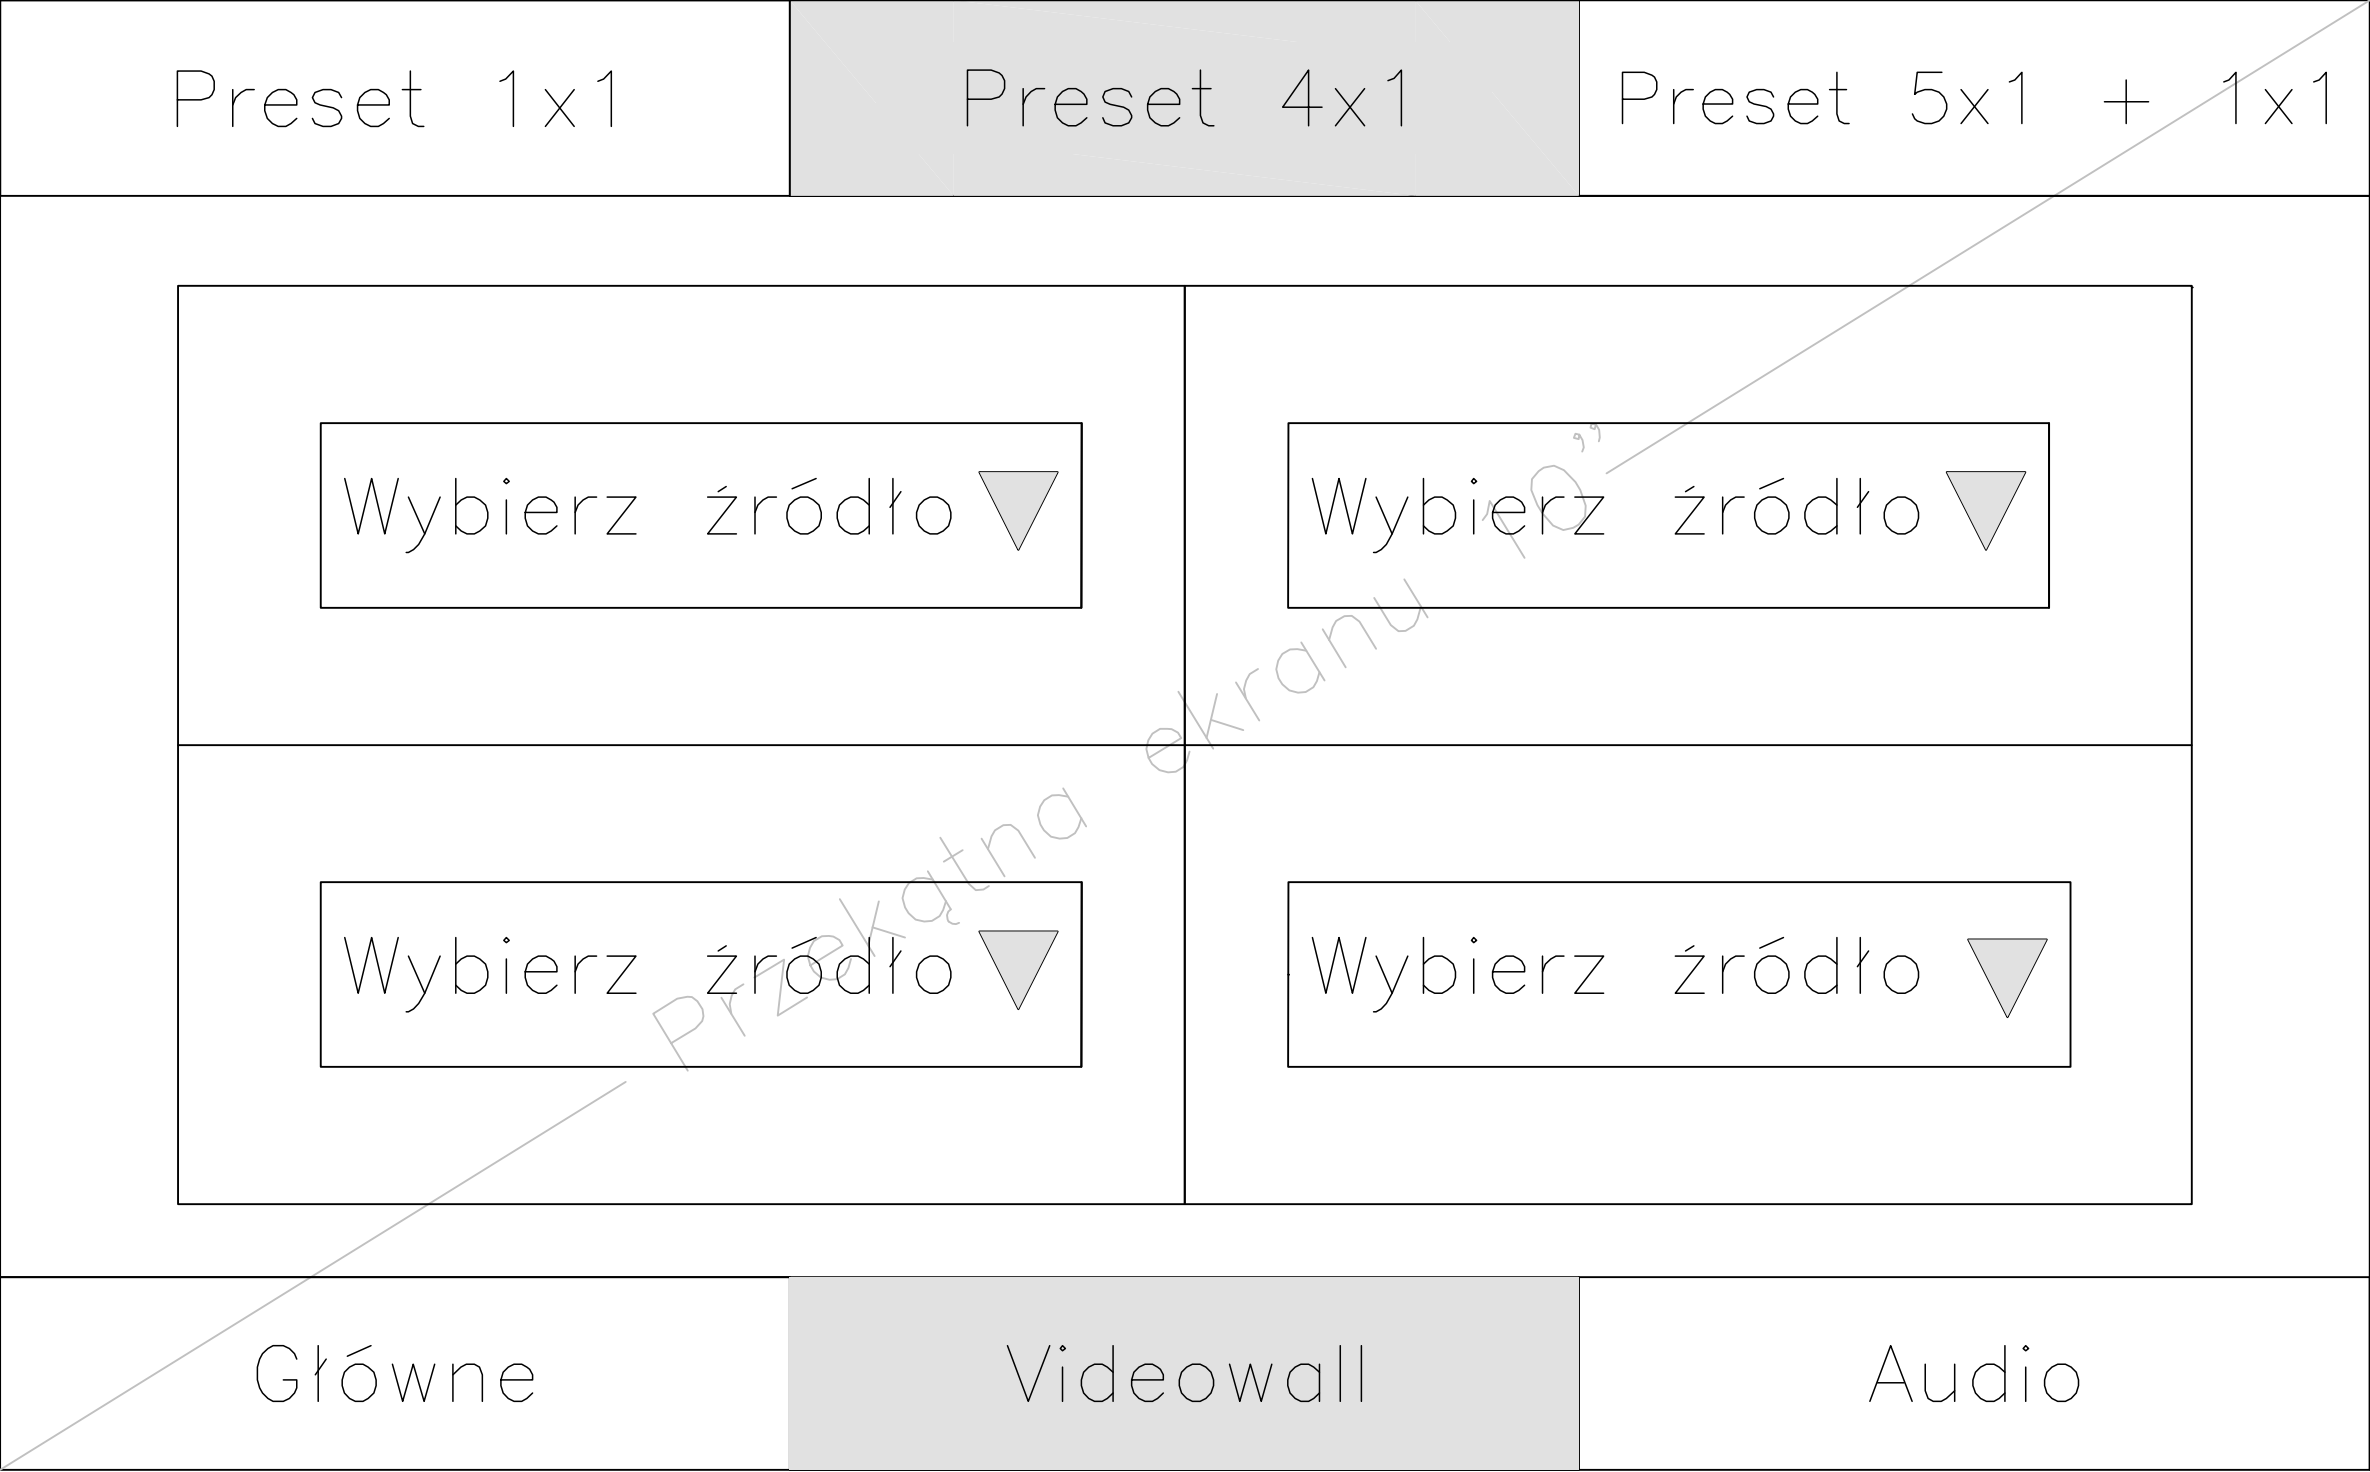 Preset 1x1
Preset 4x1
Preset 5x1 + 1x1
Wybierz źródło
Wybierz źródło
Przekątna ekranu 10”
Wybierz źródło
Wybierz źródło
Główne
Videowall
Audio